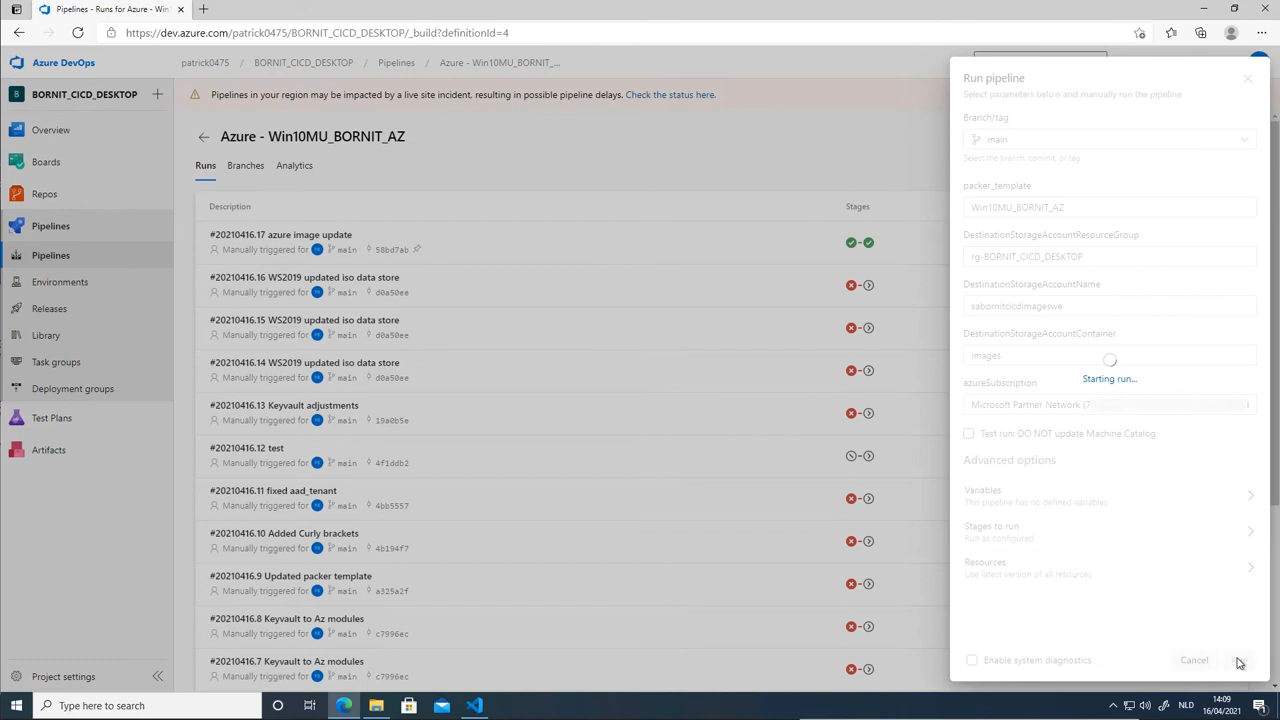 Pipelines - Runs for Azure - Win
https://dev.azure.com/patrick0475/BORNIT_CICD_DESKTOP/_build?definitionId=4
Azure DevOps
patrick0475 / BORNIT_CICD_DESKTOP / Pipelines / Azure - Win10MU_BORNIT_...
B BORNIT_CICD_DESKTOP
Overview
Boards
Repos
Pipelines
Pipelines
Environments
Releases
Library
Task groups
Deployment groups
Test Plans
Artifacts
Project settings
Pipelines in your region may be impacted by a live site incident, resulting in possible pipeline delays. Check the status here.
Azure - Win10MU_BORNIT_AZ
Runs Branches Analytics
Description Stages
#20210416.17 azure image update
Manually triggered for PE main 58bd7ab
#20210416.16 WS2019 updated iso data store
Manually triggered for PE main d0a50ee
#20210416.15 WS2019 updated iso data store
Manually triggered for PE main d0a50ee
#20210416.14 WS2019 updated iso data store
Manually triggered for PE main d0a50ee
#20210416.13 Keyvault adjustments
Manually triggered for PE main 19a0b5e
#20210416.12 test
Manually triggered for PE main 4f1ddb2
#20210416.11 fixed aad_tenant
Manually triggered for PE main
#20210416.10 Added Curly brackets
Manually triggered for PE main 4b194f7
#20210416.9 Updated packer template
Manually triggered for PE main a325a2f
#20210416.8 Keyvault to Az modules
Manually triggered for PE main c7996ec
#20210416.7 Keyvault to Az modules
Manually triggered for PE main c7996ec
Run pipeline
Select parameters below and manually run the pipeline
Branch/tag
main
Select the branch, commit, or tag
packer_template
Win10MU_BORNIT_AZ
DestinationStorageAccountResourceGroup
rg-BORNIT_CICD_DESKTOP
DestinationStorageAccountName
sabornitcicdimageswe
DestinationStorageAccountContainer
images
Starting run...
azureSubscription
Microsoft Partner Network (7
Test run: DO NOT update Machine Catalog
Advanced options
Variables
This pipeline has no defined variables
Stages to run
Run as configured
Resources
Use latest version of all resources
Enable system diagnostics
Cancel
Type here to search
NLD
14:09
16/04/2021